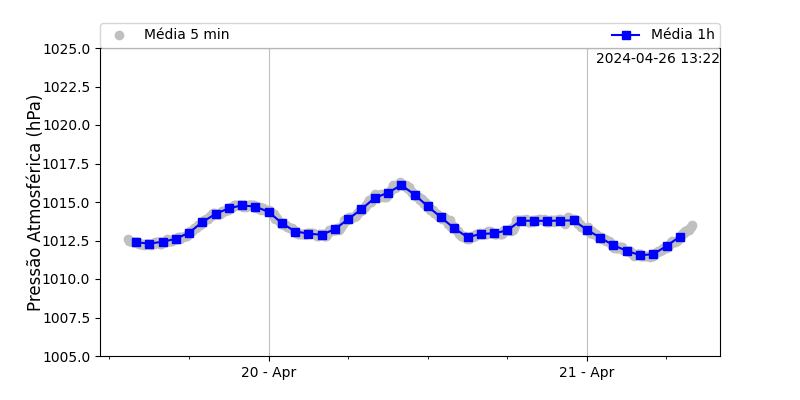 Média 5 min
Média 1h
2024-04-26 13:22
Pressão Atmosférica (hPa)
1025.0
1022.5
1020.0
1017.5
1015.0
1012.5
1010.0
1007.5
1005.0
20 - Apr
21 - Apr